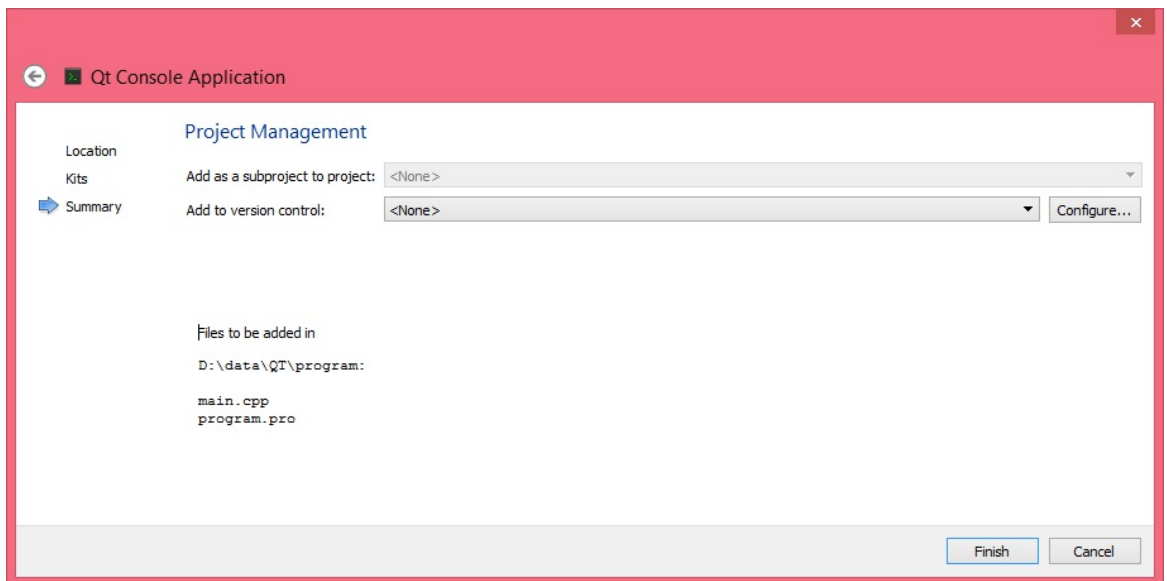 Qt Console Application
Location
Kits
Summary
Project Management
Add as a subproject to project: <None>
Add to version control: <None> Configure...
Files to be added in
D:\data\QT\program:
main.cpp
program.pro
Finish Cancel